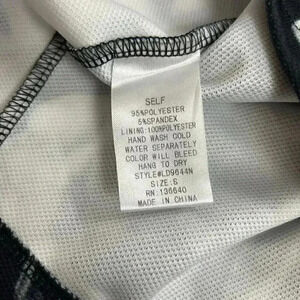 SELF
95%POLYESTER
5%SPANDEX
LINING:100%POLYESTER
HAND WASH COLD
WATER SEPARATELY
COLOR WILL BLEED
HANG TO DRY
STYLE#LD9644N
SIZE:S
RN:136640
MADE IN CHINA